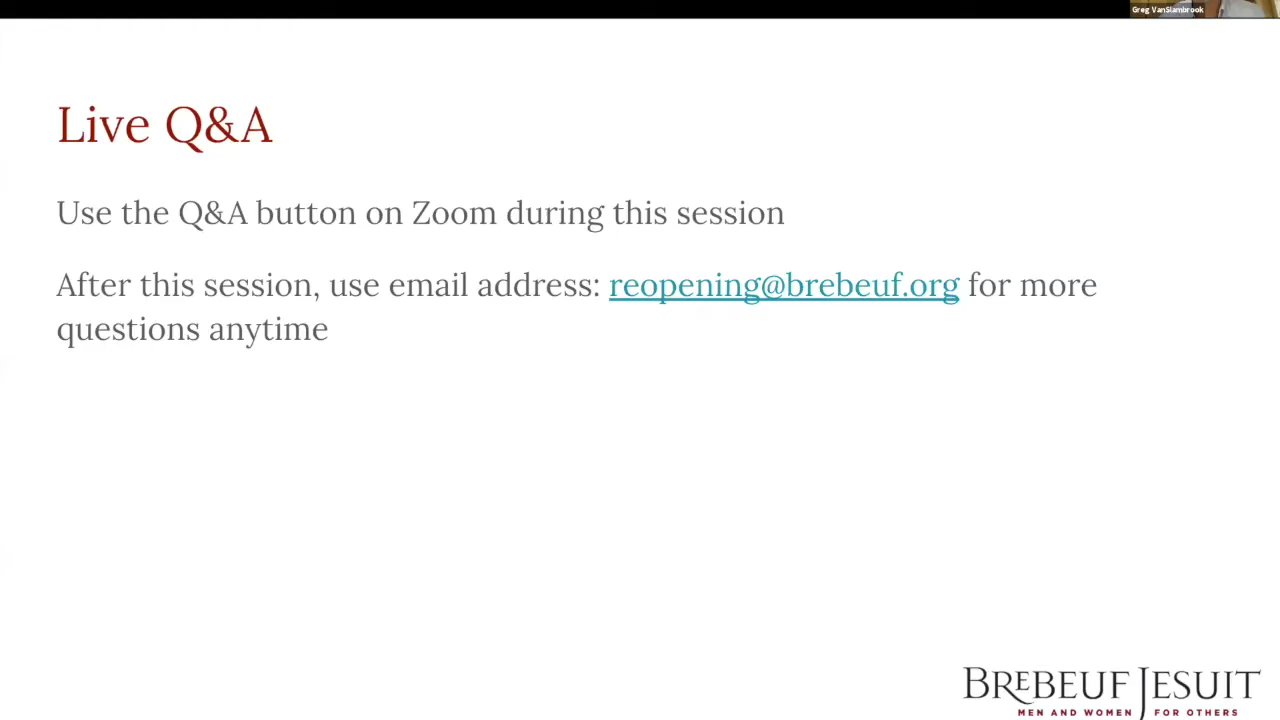 Greg VanSlambrook
Live Q&A
Use the Q&A button on Zoom during this session
After this session, use email address: reopening@brebeuf.org for more
questions anytime
BREBEUF JESUIT
MEN AND WOMEN FOR OTHERS